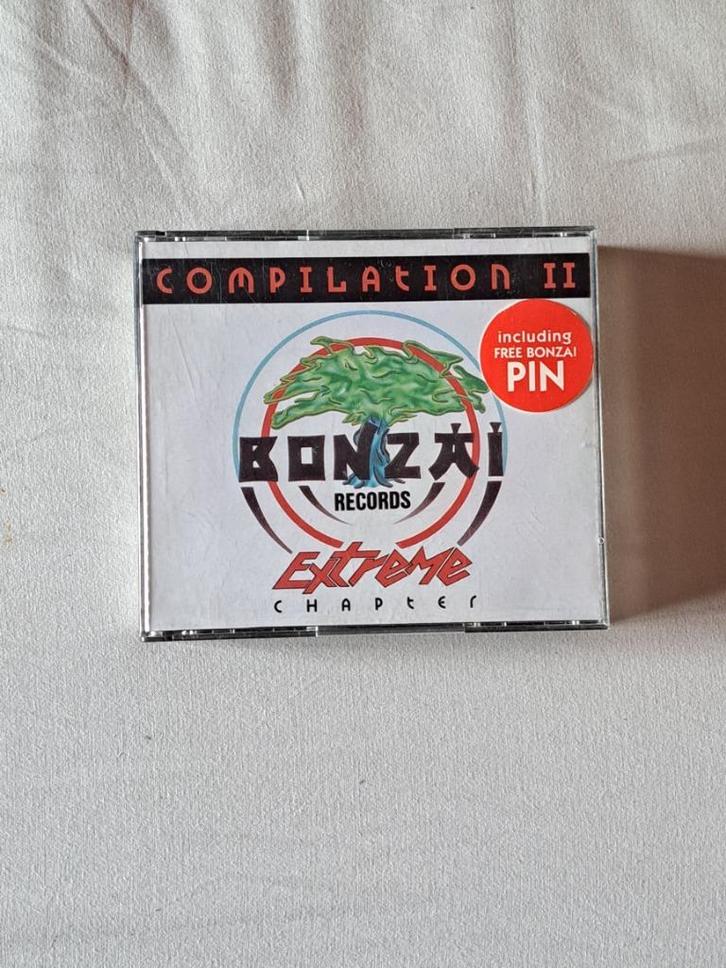 COMPILATION II
including
FREE BONZAI
PIN
BONZAI
RECORDS
Extreme
CHAPTER